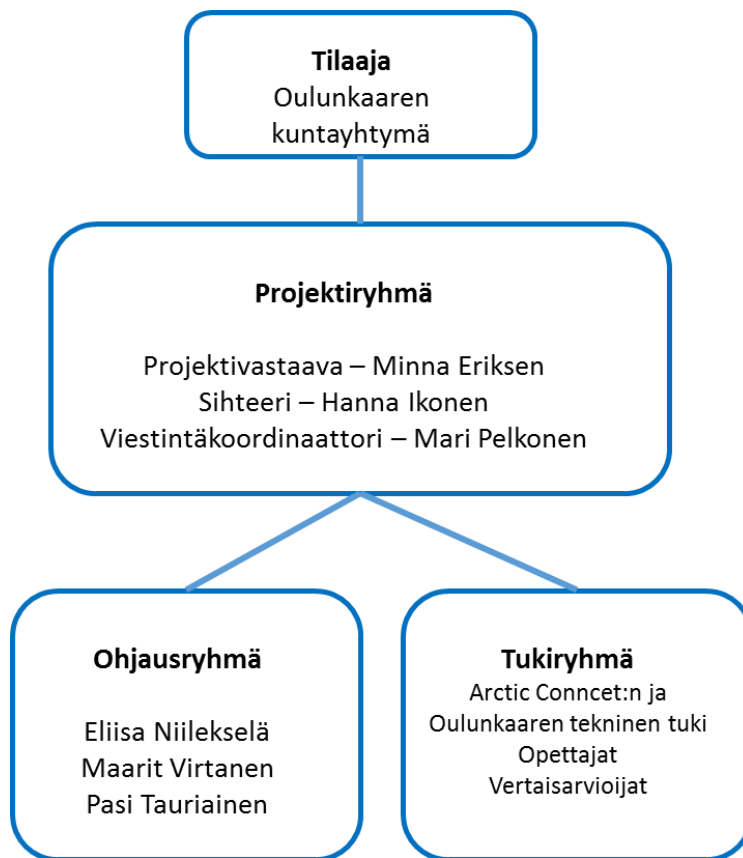 Tilaaja
Oulunkaaren
kuntayhtymä
Projektiryhmä
Projektivastaava – Minna Eriksen
Sihteeri – Hanna Ikonen
Viestintäkoordinaattori – Mari Pelkonen
Ohjausryhmä
Eliisa Niilekselä
Maarit Virtanen
Pasi Tauriainen
Tukiryhmä
Arctic Conncet:n ja
Oulunkaaren tekninen tuki
Opettajat
Vertaisarvioijat